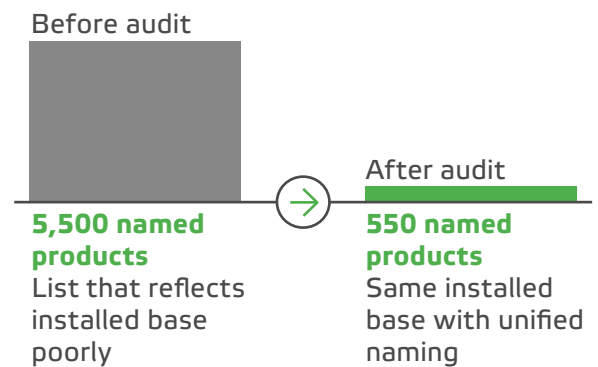 Before audit
After audit
5,500 named
products
List that reflects
installed base
poorly
550 named
products
Same installed
base with unified
naming